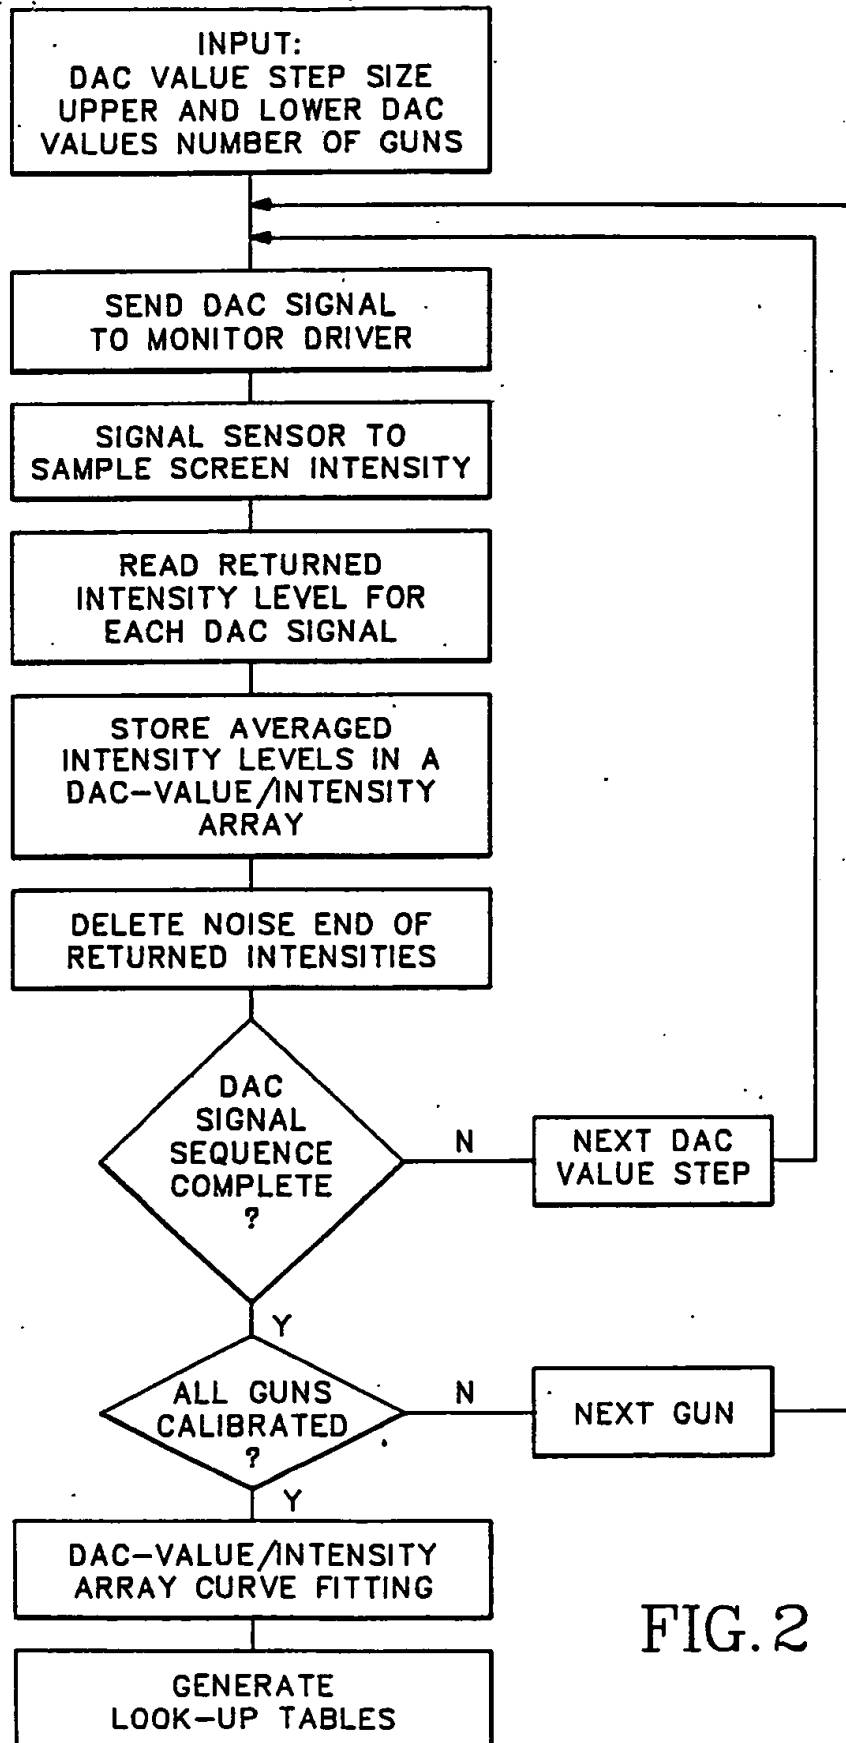 INPUT:
DAC VALUE STEP SIZE
UPPER AND LOWER DAC
VALUES NUMBER OF GUNS
SEND DAC SIGNAL
TO MONITOR DRIVER
SIGNAL SENSOR TO
SAMPLE SCREEN INTENSITY
READ RETURNED
INTENSITY LEVEL FOR
EACH DAC SIGNAL
STORE AVERAGED
INTENSITY LEVELS IN A
DAC-VALUE/INTENSITY
ARRAY
DELETE NOISE END OF
RETURNED INTENSITIES
DAC
SIGNAL
SEQUENCE
COMPLETE
?
N
NEXT DAC
VALUE STEP
Y
ALL GUNS
CALIBRATED
?
N
NEXT GUN
Y
DAC-VALUE/INTENSITY
ARRAY CURVE FITTING
GENERATE
LOOK-UP TABLES
FIG. 2